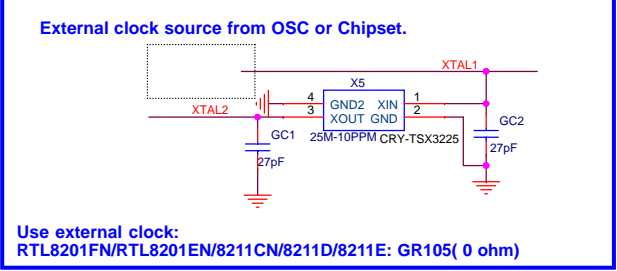 External clock source from OSC or Chipset.
XTAL1
X5
4 GND2 XIN 1
XTAL2
3 XOUT GND 2
GC1
GC2
25M-10PPM CRY-TSX3225
27pF
27pF
Use external clock:
RTL8201FN/RTL8201EN/8211CN/8211D/8211E: GR105( 0 ohm)